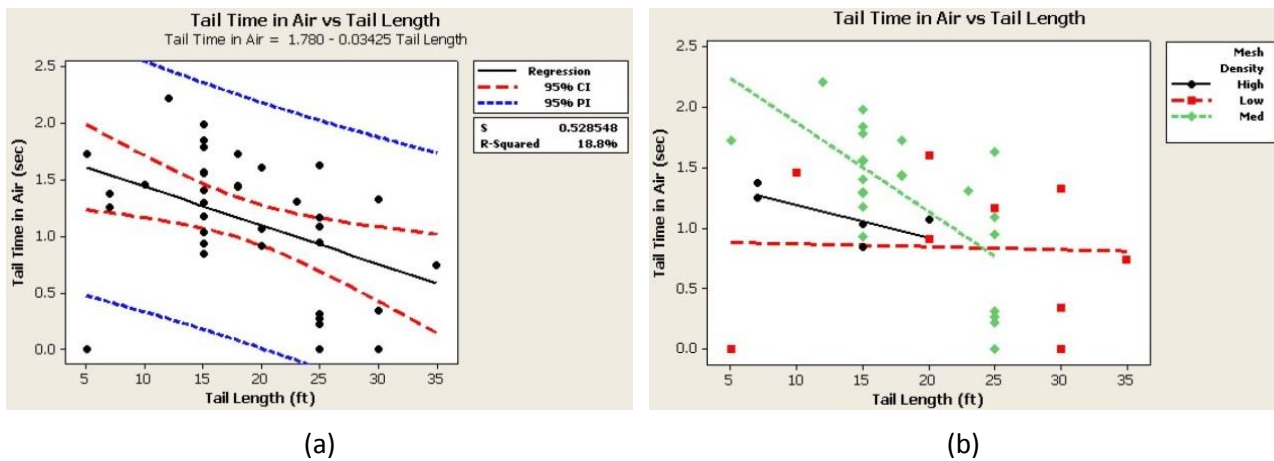 Tail Time in Air vs Tail Length
Tail Time in Air = 1.780 - 0.03425 Tail Length
Tail Time in Air (sec)
2.5
2.0
1.5
1.0
0.5
0.0
5 10 15 20 25 30 35
Tail Length (ft)
Regression
95% CI
95% PI
S 0.528548
R-Squared 18.8%
(a)
Tail Time in Air vs Tail Length
Tail Time in Air (sec)
2.5
2.0
1.5
1.0
0.5
0.0
5 10 15 20 25 30 35
Tail Length (ft)
Mesh
Density
High
Low
Med
(b)